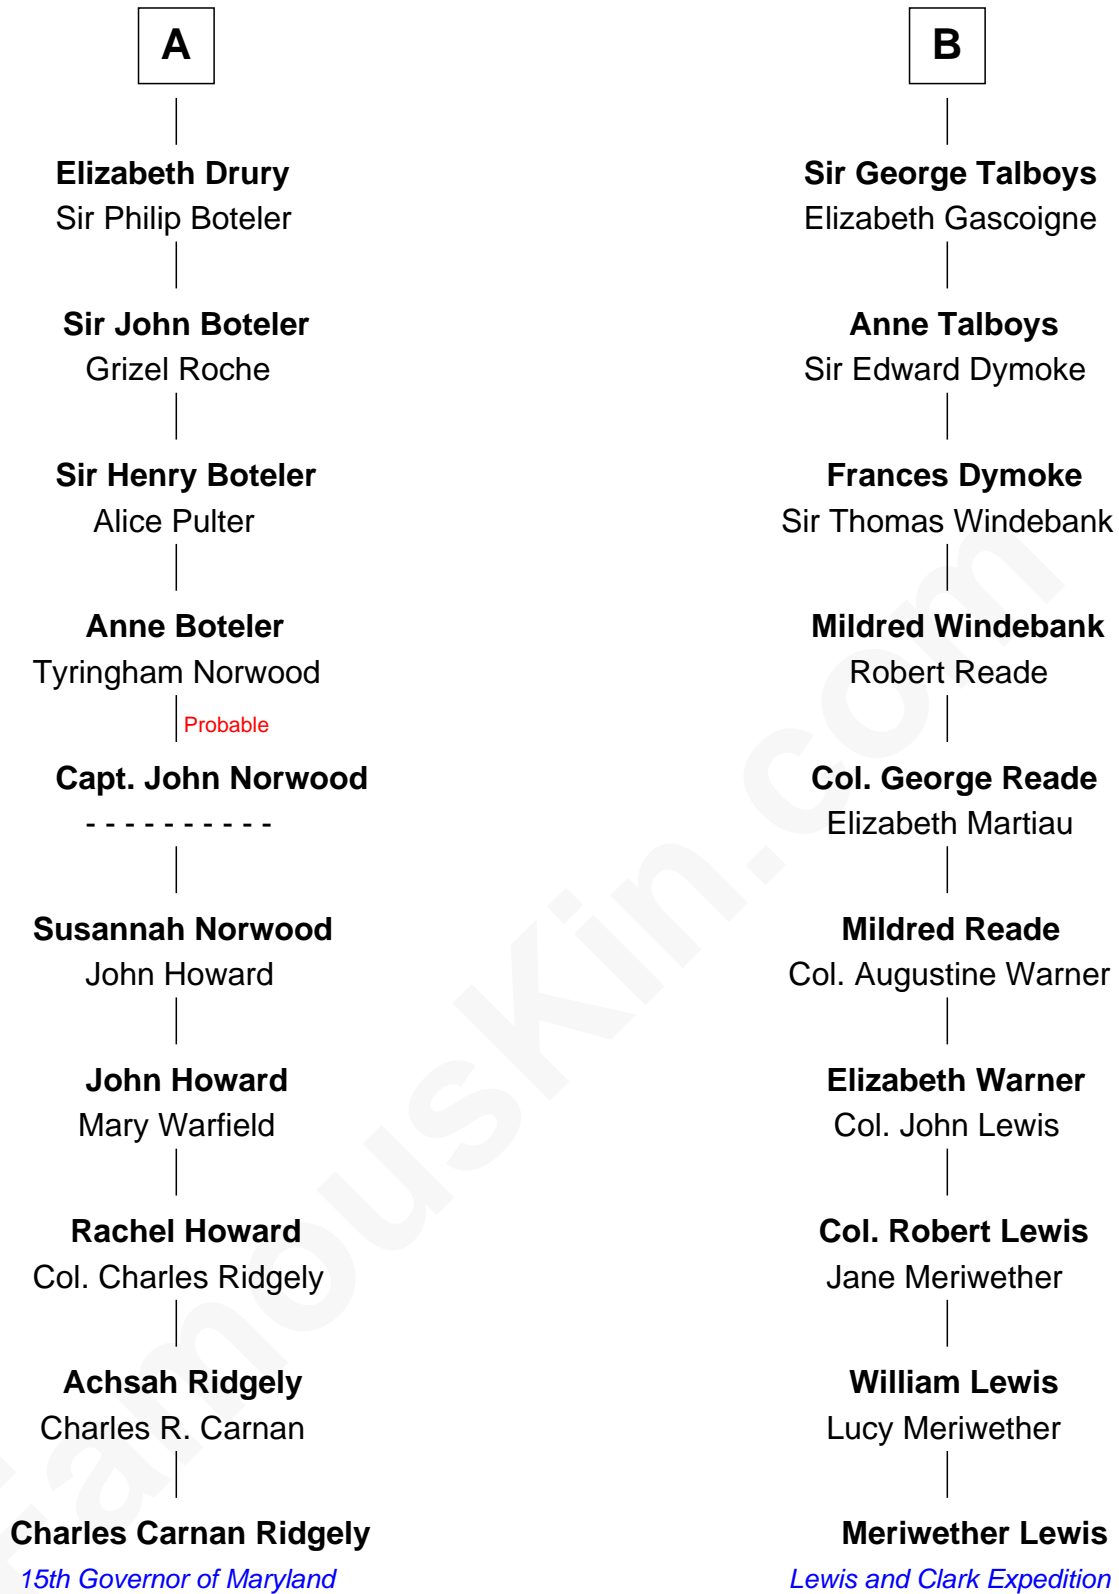 A
Elizabeth Drury
Sir Philip Boteler
Sir John Boteler
Grizel Roche
Sir Henry Boteler
Alice Pulter
Anne Boteler
Tyringham Norwood
Probable
Capt. John Norwood
- - - - - - - - - -
Susannah Norwood
John Howard
John Howard
Mary Warfield
Rachel Howard
Col. Charles Ridgely
Achsah Ridgely
Charles R. Carnan
Charles Carnan Ridgely
15th Governor of Maryland
B
Sir George Talboys
Elizabeth Gascoigne
Anne Talboys
Sir Edward Dymoke
Frances Dymoke
Sir Thomas Windebank
Mildred Windebank
Robert Reade
Col. George Reade
Elizabeth Martiau
Mildred Reade
Col. Augustine Warner
Elizabeth Warner
Col. John Lewis
Col. Robert Lewis
Jane Meriwether
William Lewis
Lucy Meriwether
Meriwether Lewis
Lewis and Clark Expedition
FamousKin.com